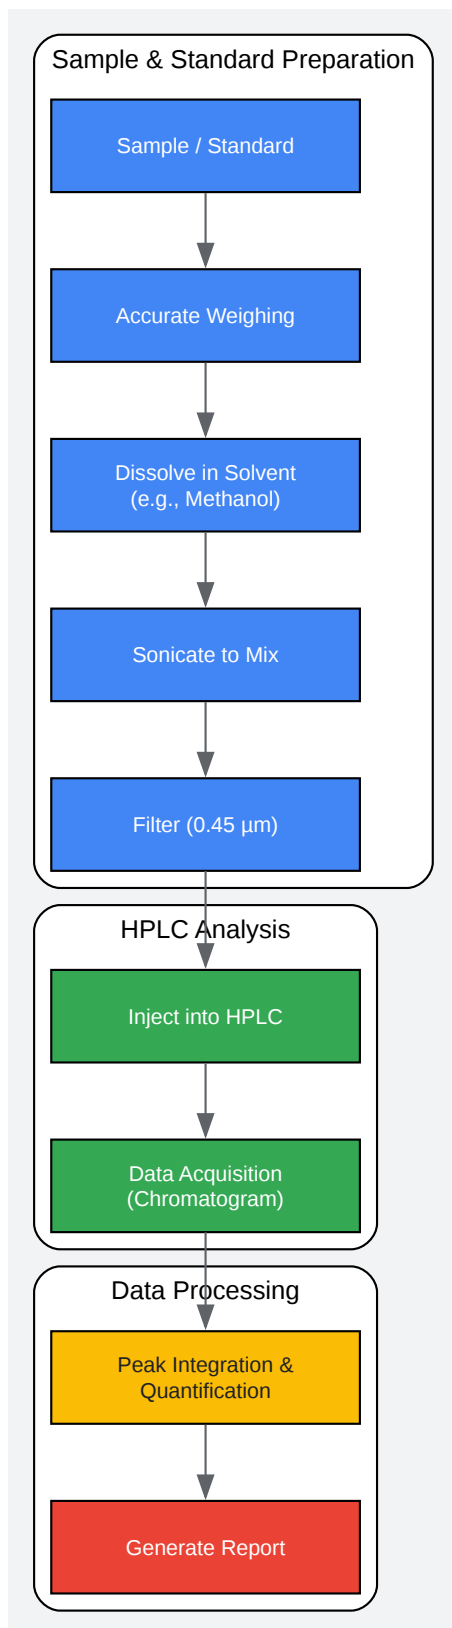 Sample & Standard Preparation
Sample / Standard
Accurate Weighing
Dissolve in Solvent
(e.g., Methanol)
Sonicate to Mix
Filter (0.45 µm)
HPLC Analysis
Inject into HPLC
Data Acquisition
(Chromatogram)
Data Processing
Peak Integration &
Quantification
Generate Report